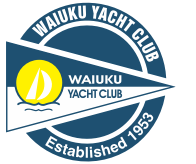 WAIUKU YACHT CLUB
WAIUKU
YACHT CLUB
Established 1953